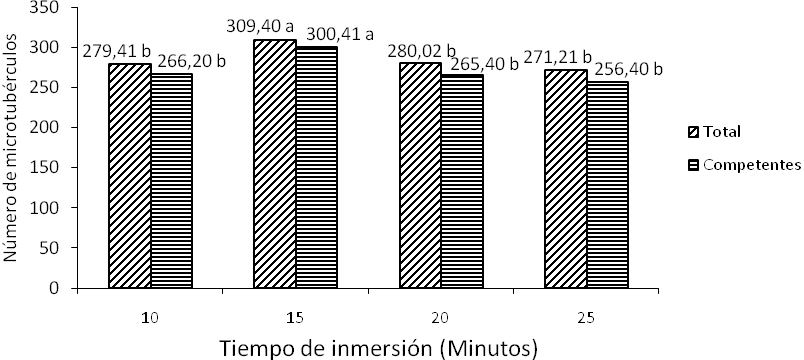 350
300
250
200
150
100
50
0
Número de microtubérculos
279,41 b
266,20 b
309,40 a
300,41 a
280,02 b
265,40 b
271,21 b
256,40 b
10
15
20
25
Tiempo de inmersión (Minutos)
Total
Competentes